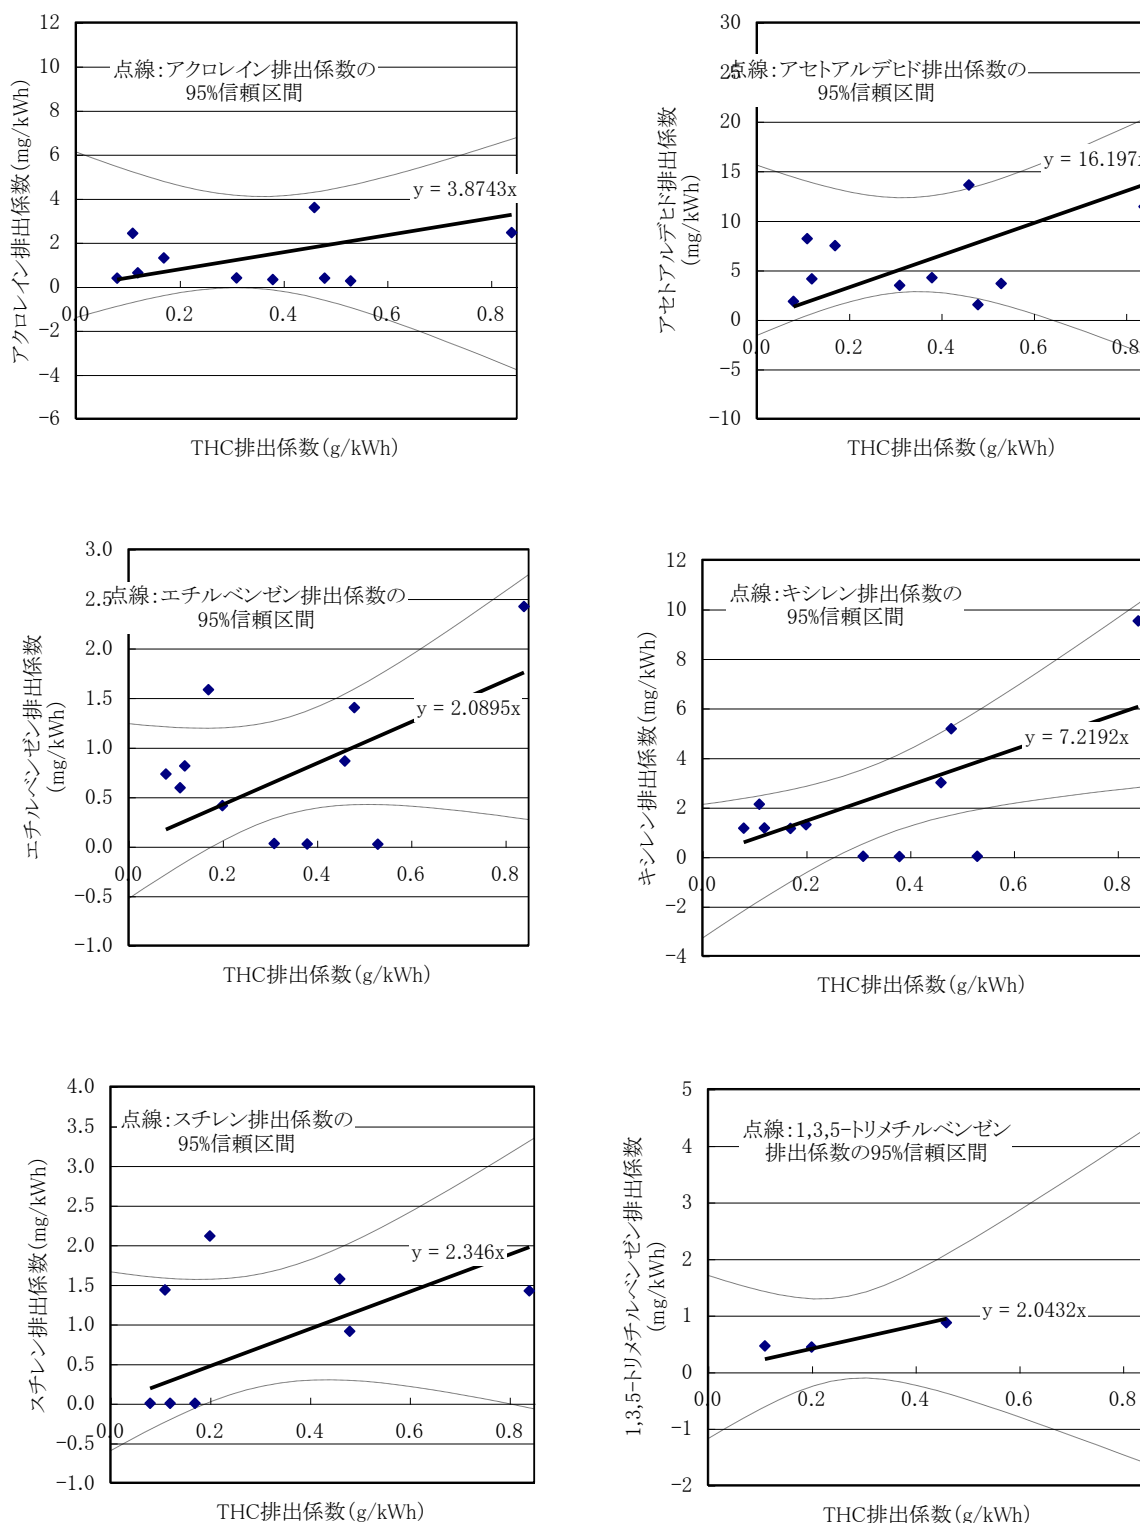 12
10
8
6
4
2
0
−2
−4
−6
0.0
0.2
0.4
0.6
0.8
点線：アクロレイン排出係数の
95%信頼区間
y = 3.8743x
アクロレイン排出係数(mg/kWh)
THC排出係数(g/kWh)
30
25
20
15
10
5
0
−5
−10
0.0
0.2
0.4
0.6
0.8
点線：アセトアルデヒド排出係数の
95%信頼区間
y = 16.197x
アセトアルデヒド排出係数
(mg/kWh)
THC排出係数(g/kWh)
3.0
2.5
2.0
1.5
1.0
0.5
0.0
−0.5
−1.0
0.0
0.2
0.4
0.6
0.8
点線：エチルベンゼン排出係数の
95%信頼区間
y = 2.0895x
エチルベンゼン排出係数
(mg/kWh)
THC排出係数(g/kWh)
12
10
8
6
4
2
0
−2
−4
0.0
0.2
0.4
0.6
0.8
点線：キシレン排出係数の
95%信頼区間
y = 7.2192x
キシレン排出係数(mg/kWh)
THC排出係数(g/kWh)
4.0
3.5
3.0
2.5
2.0
1.5
1.0
0.5
0.0
−0.5
−1.0
0.0
0.2
0.4
0.6
0.8
点線：スチレン排出係数の
95%信頼区間
y = 2.346x
スチレン排出係数(mg/kWh)
THC排出係数(g/kWh)
5
4
3
2
1
0
−1
−2
0.0
0.2
0.4
0.6
0.8
点線：1,3,5−トリメチルベンゼン
排出係数の95%信頼区間
y = 2.0432x
1,3,5−トリメチルベンゼン排出係数
(mg/kWh)
THC排出係数(g/kWh)